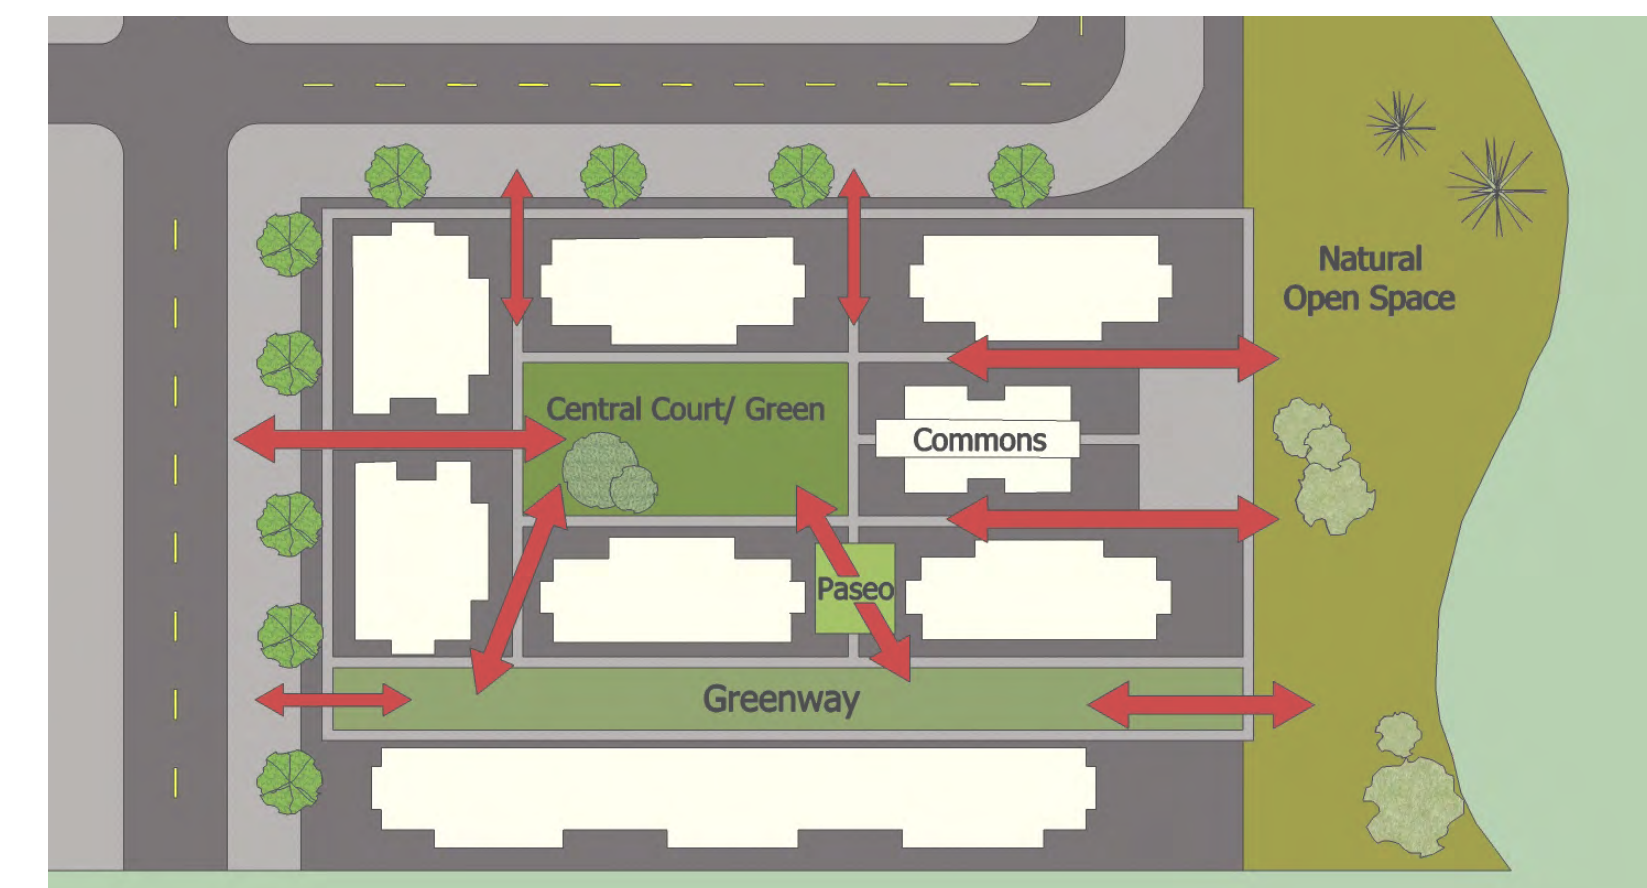 Natural
Open Space
Central Court/ Green
Commons
Paseo
Greenway